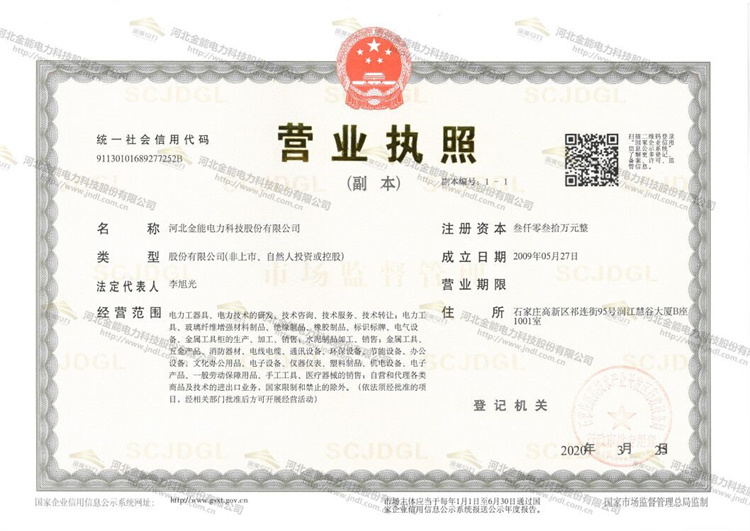 营业执照
(副 本)
副本编号：1－1
统一社会信用代码
91130101689277252B
扫描二维码登录
"国家企业信用
信息公示系统"
了解更多登记、
备案、许可、监
管信息。
名 称 河北金能电力科技股份有限公司
类 型 股份有限公司(非上市、自然人投资或控股)
法定代表人 李旭光
经营范围 电力工器具、电力技术的研发、技术咨询、技术服务、技术转让；电力工
具、玻璃纤维增强材料制品、绝缘制品、橡胶制品、标识标牌、电气设
备、金属工具柜的生产、加工、销售；水泥制品加工、销售；金属工具、
五金产品、消防器材、电线电缆、通讯设备、环保设备、节能设备、办公
设备、文化办公用品、电子设备、仪器仪表、塑料制品、机电设备、电子
产品、一般劳动保障用品、手工工具、医疗器械的销售；自营和代理各类
商品及技术的进出口业务，国家限制和禁止的除外。（依法须经批准的项
目，经相关部门批准后方可开展经营活动）
注册资本 叁仟零叁拾万元整
成立日期 2009年05月27日
营业期限
住 所 石家庄高新区祁连街95号润江慧谷大厦B座
1001室
登记机关
2020年 3月 日
国家企业信用信息公示系统网址：
http://www.gsxt.gov.cn
市场主体应当于每年1月1日至6月30日通过国
家企业信用信息公示系统报送公示年度报告。
国家市场监督管理总局监制
SCJDGL
市场监督管理
河北金能电力科技股份有限公司
www.jndl.com.cn